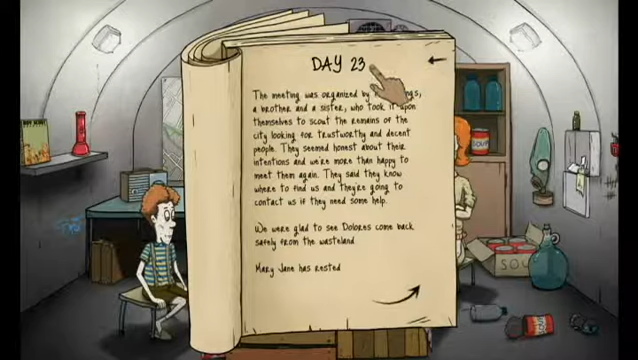 DAY 23
The meeting was organized by
a brother and a sister, who took it upon
themselves to scout the remains of the
city looking for trustworthy and decent
people. They seemed honest about their
intentions and we're more than happy to
meet them again. They said they know
where to find us and they're going to
contact us if they need some help.
We were glad to see Dolores come back
safely from the wasteland
Mary Jane has rested
SOUP
SOUP